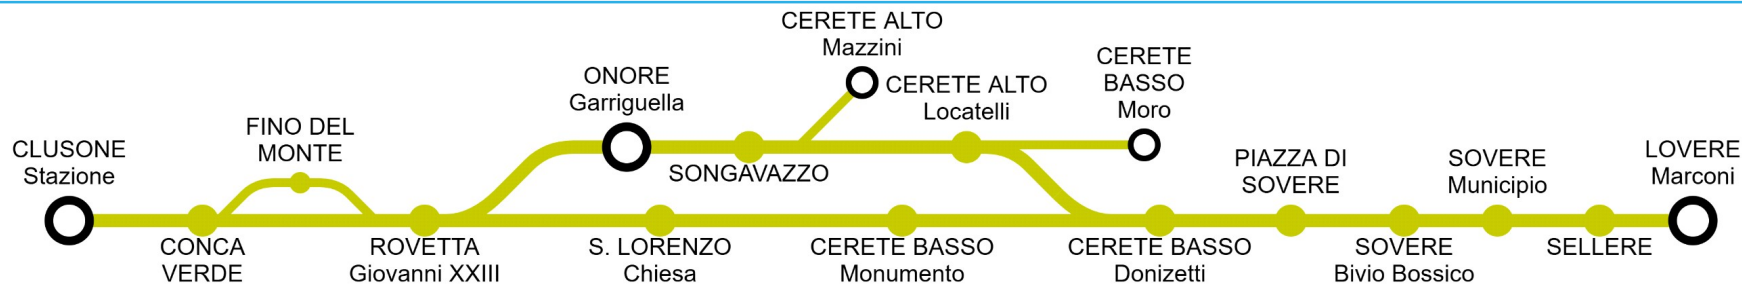 CLUSONE
Stazione
CONCA
VERDE
FINO DEL
MONTE
ROVETTA
Giovanni XXIII
ONORE
Garriguella
SONGAVAZZO
CERETE ALTO
Mazzini
CERETE ALTO
Locatelli
CERETE
BASSO
Moro
S. LORENZO
Chiesa
CERETE BASSO
Monumento
CERETE BASSO
Donizetti
PIAZZA DI
SOVERE
SOVERE
Bivio Bossico
SOVERE
Municipio
SELLERE
LOVERE
Marconi